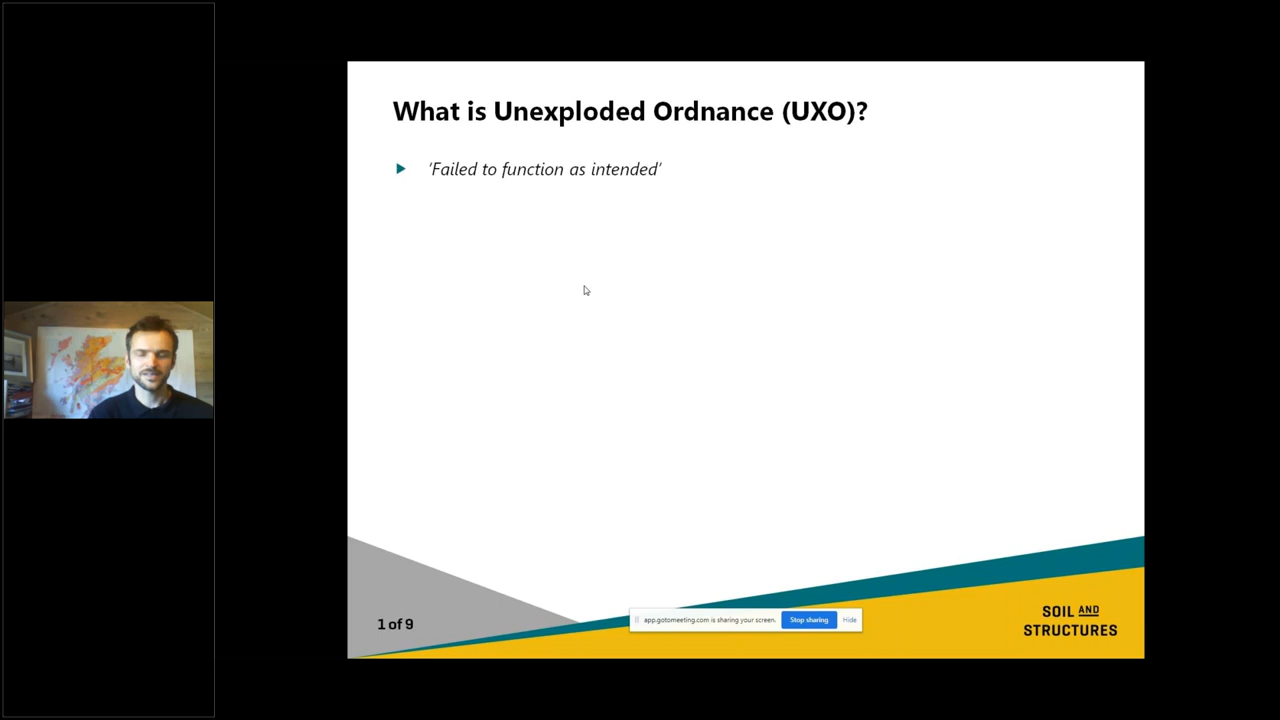 What is Unexploded Ordnance (UXO)?
‘Failed to function as intended’
1 of 9
app.gotomeeting.com is sharing your screen. Stop sharing Hide
SOIL AND
STRUCTURES